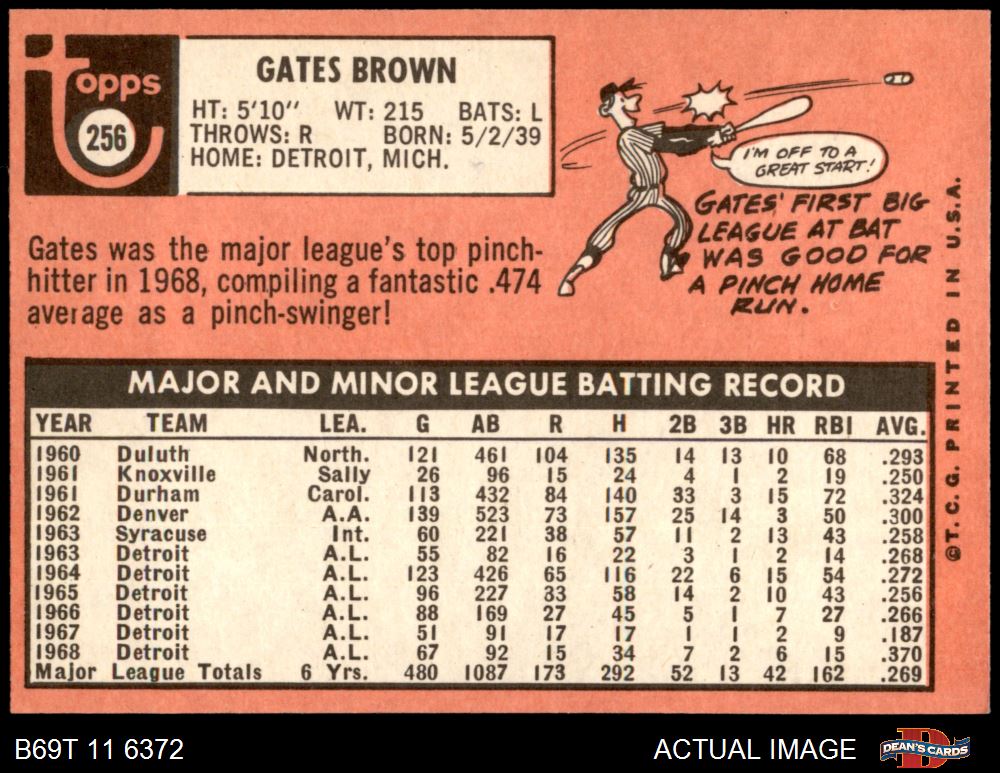 Topps
256
GATES BROWN
HT: 5'10" WT: 215 BATS: L
THROWS: R BORN: 5/2/39
HOME: DETROIT, MICH.
Gates was the major league's top pinch-
hitter in 1968, compiling a fantastic .474
average as a pinch-swinger!
I'M OFF TO A
GREAT START!
GATES' FIRST BIG
LEAGUE AT BAT
WAS GOOD FOR
A PINCH HOME
RUN.
MAJOR AND MINOR LEAGUE BATTING RECORD
YEAR TEAM LEA. G AB R H 2B 3B HR RBI AVG.
1960 Duluth North. 121 461 104 135 14 13 10 68 .293
1961 Knoxville Sally 26 96 15 24 4 1 2 19 .250
1961 Durham Carol. 113 432 84 140 33 3 15 72 .324
1962 Denver A.A. 139 523 73 157 25 14 3 50 .300
1963 Syracuse Int. 60 221 38 57 11 2 13 43 .258
1963 Detroit A.L. 55 82 16 22 3 1 2 14 .268
1964 Detroit A.L. 123 426 65 116 22 6 15 54 .272
1965 Detroit A.L. 96 227 33 58 14 2 10 43 .256
1966 Detroit A.L. 88 169 27 45 5 1 7 27 .266
1967 Detroit A.L. 51 91 17 17 1 1 2 9 .187
1968 Detroit A.L. 67 92 15 34 7 2 6 15 .370
Major League Totals 6 Yrs. 480 1087 173 292 52 13 42 162 .269
©T.C.G. PRINTED IN U.S.A.
B69T 11 6372
ACTUAL IMAGE
DEAN'S CARDS